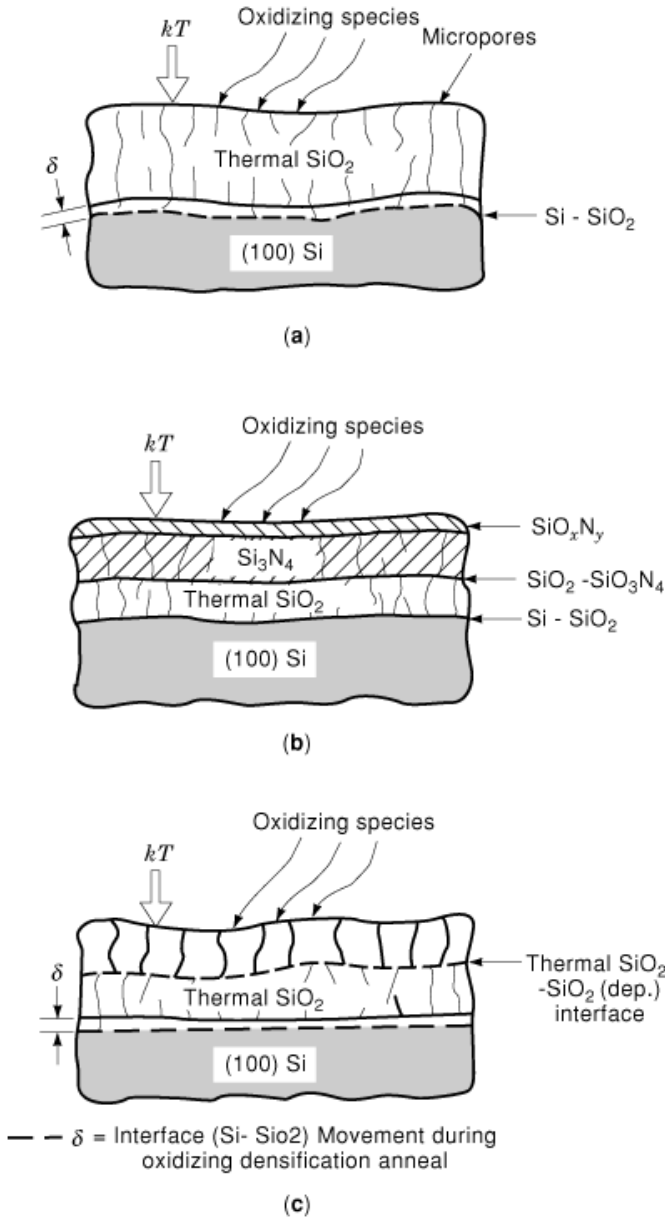 Oxidizing species
kT
Micropores
Thermal SiO₂
δ
Si - SiO₂
(100) Si
(a)
Oxidizing species
kT
SiOₓNᵧ
Si₃N₄
SiO₂ -SiO₃N₄
Thermal SiO₂
Si - SiO₂
(100) Si
(b)
Oxidizing species
kT
δ
Thermal SiO₂
Thermal SiO₂
-SiO₂ (dep.)
interface
(100) Si
— — δ = Interface (Si- Sio2) Movement during
oxidizing densification anneal
(c)